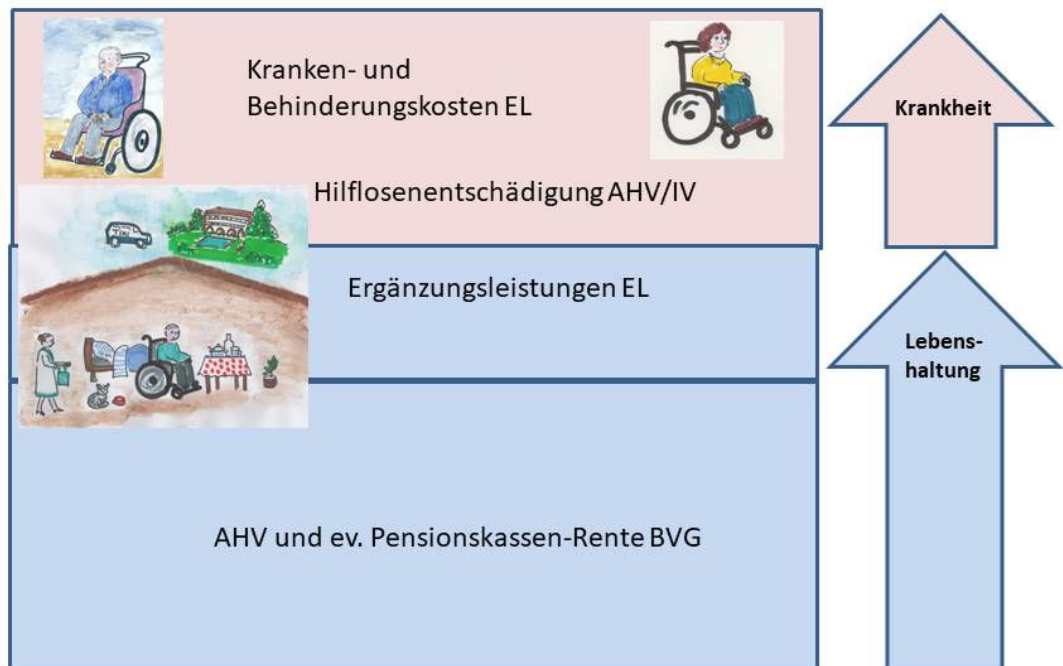 Kranken- und
Behinderungskosten EL
Krankheit
Hilflosenentschädigung AHV/IV
Ergänzungsleistungen EL
Lebens-
haltung
AHV und ev. Pensionskassen-Rente BVG